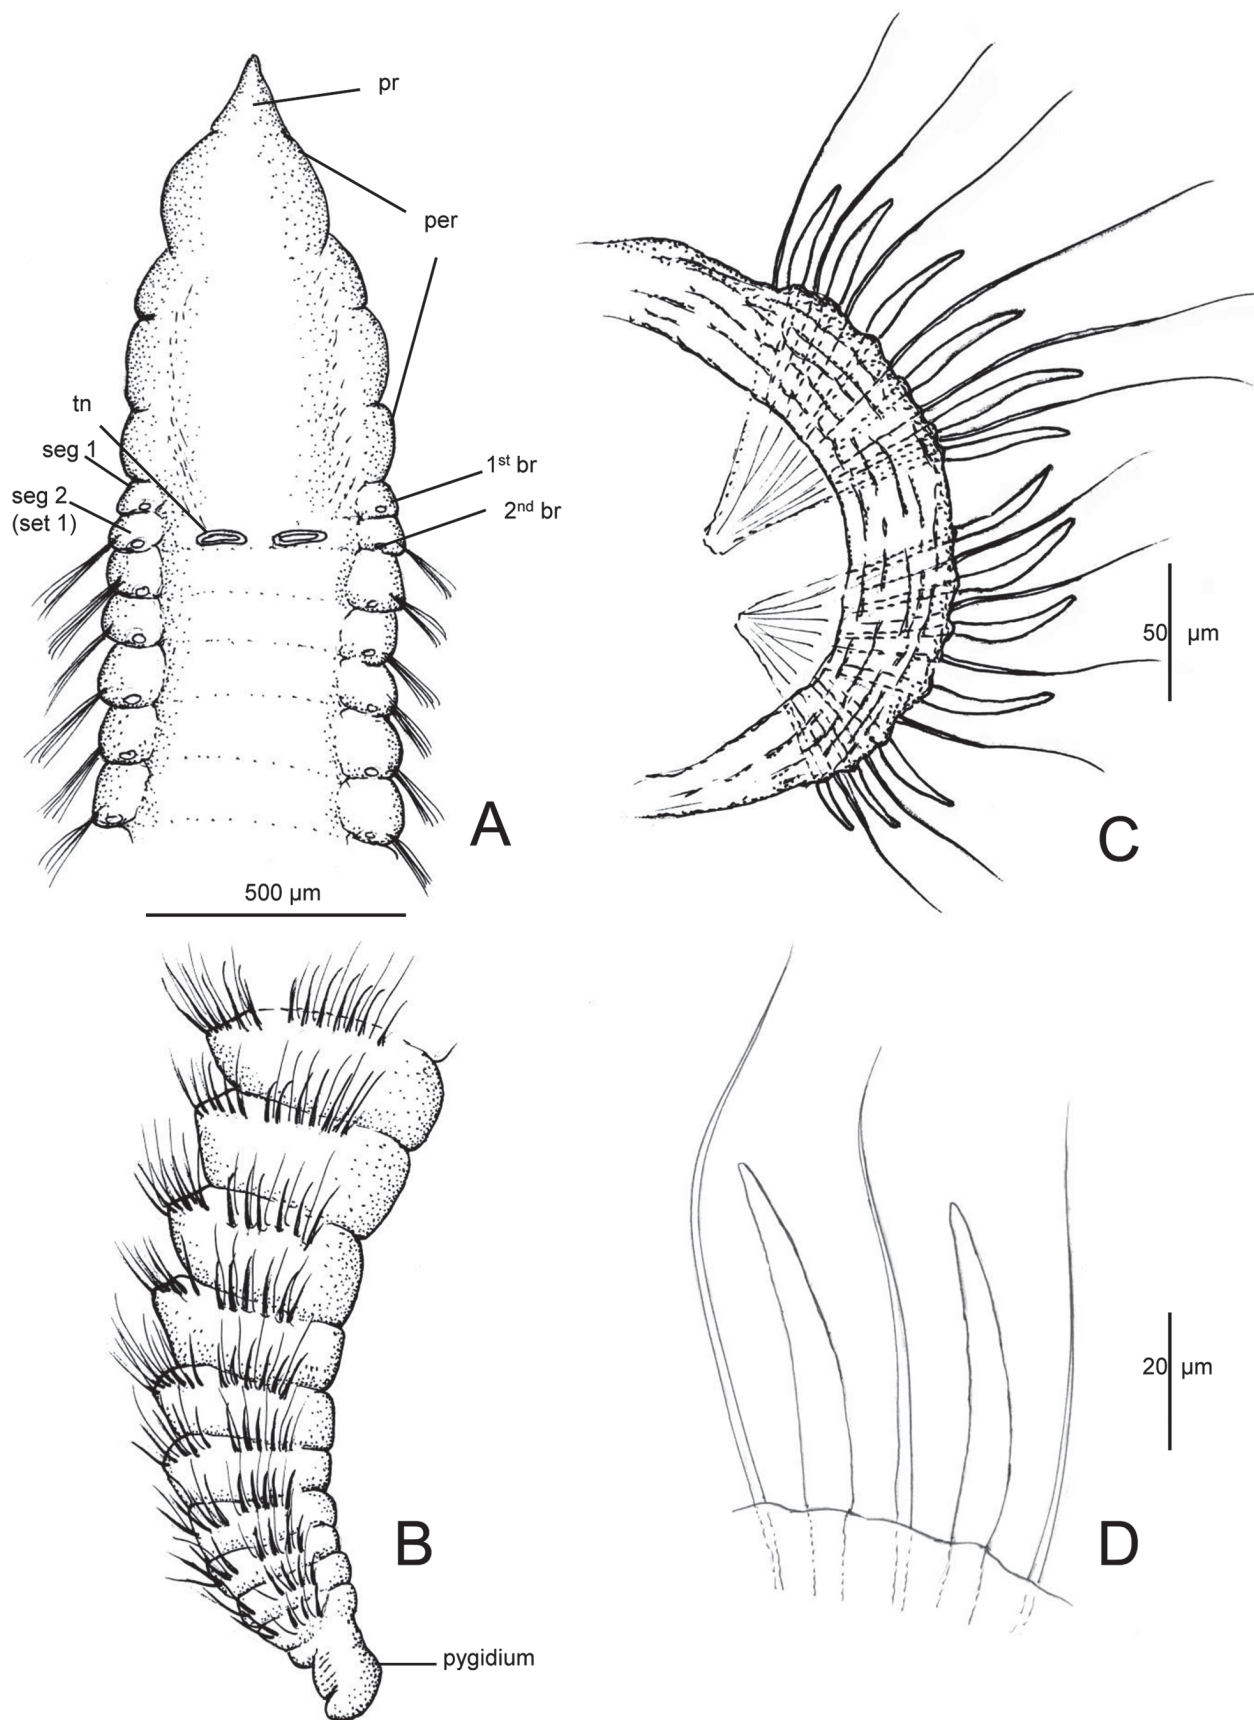 pr
per
tn
seg 1
1st br
seg 2
(set 1)
2nd br
A
500 µm
50 µm
C
B
pygidium
20 µm
D